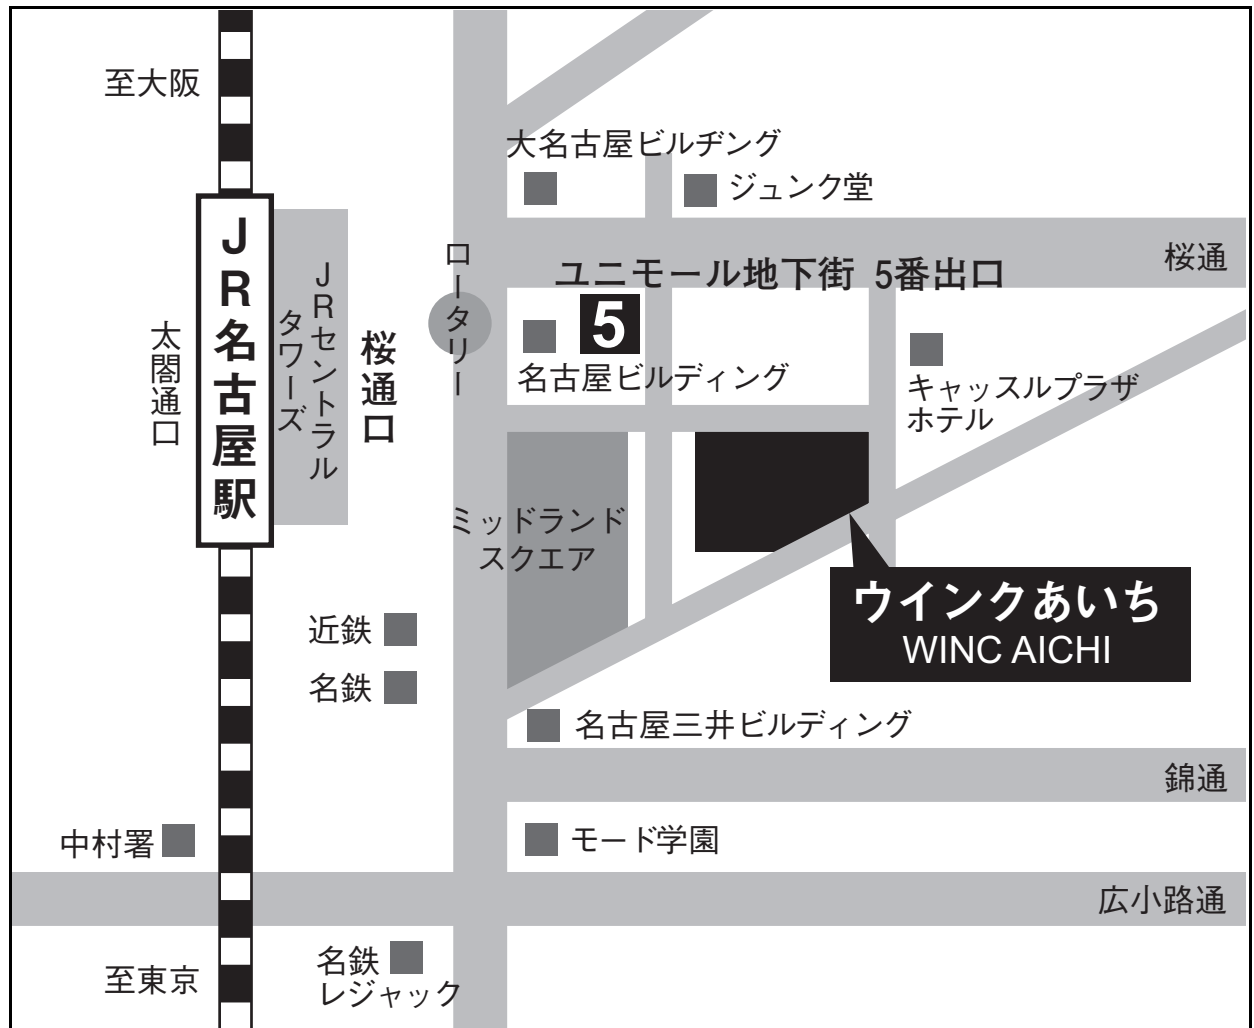 至大阪
大名古屋ビルヂング
ジュンク堂
桜通
ユニモール地下街 5番出口
5
名古屋ビルディング
ロータリー
JR名古屋駅
JRセントラル
タワーズ
桜通口
太閤通口
キャッスルプラザ
ホテル
ミッドランド
スクエア
ウインクあいち
WINC AICHI
近鉄
名鉄
名古屋三井ビルディング
錦通
中村署
モード学園
広小路通
至東京
名鉄
レジャック